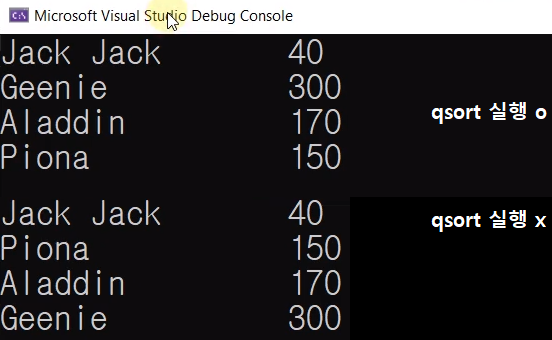 Microsoft Visual Studio Debug Console
Jack Jack 40
Geenie 300
Aladdin 170
Piona 150
qsort 실행 o
Jack Jack 40
Piona 150
Aladdin 170
Geenie 300
qsort 실행 x